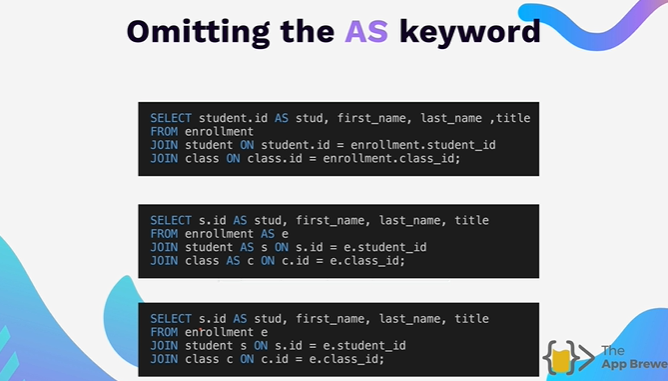 Omitting the AS keyword
SELECT student.id AS stud, first_name, last_name ,title
FROM enrollment
JOIN student ON student.id = enrollment.student_id
JOIN class ON class.id = enrollment.class_id;
SELECT s.id AS stud, first_name, last_name, title
FROM enrollment AS e
JOIN student AS s ON s.id = e.student_id
JOIN class AS c ON c.id = e.class_id;
SELECT s.id AS stud, first_name, last_name, title
FROM enrollment e
JOIN student s ON s.id = e.student_id
JOIN class c ON c.id = e.class_id;
The
App Brewe